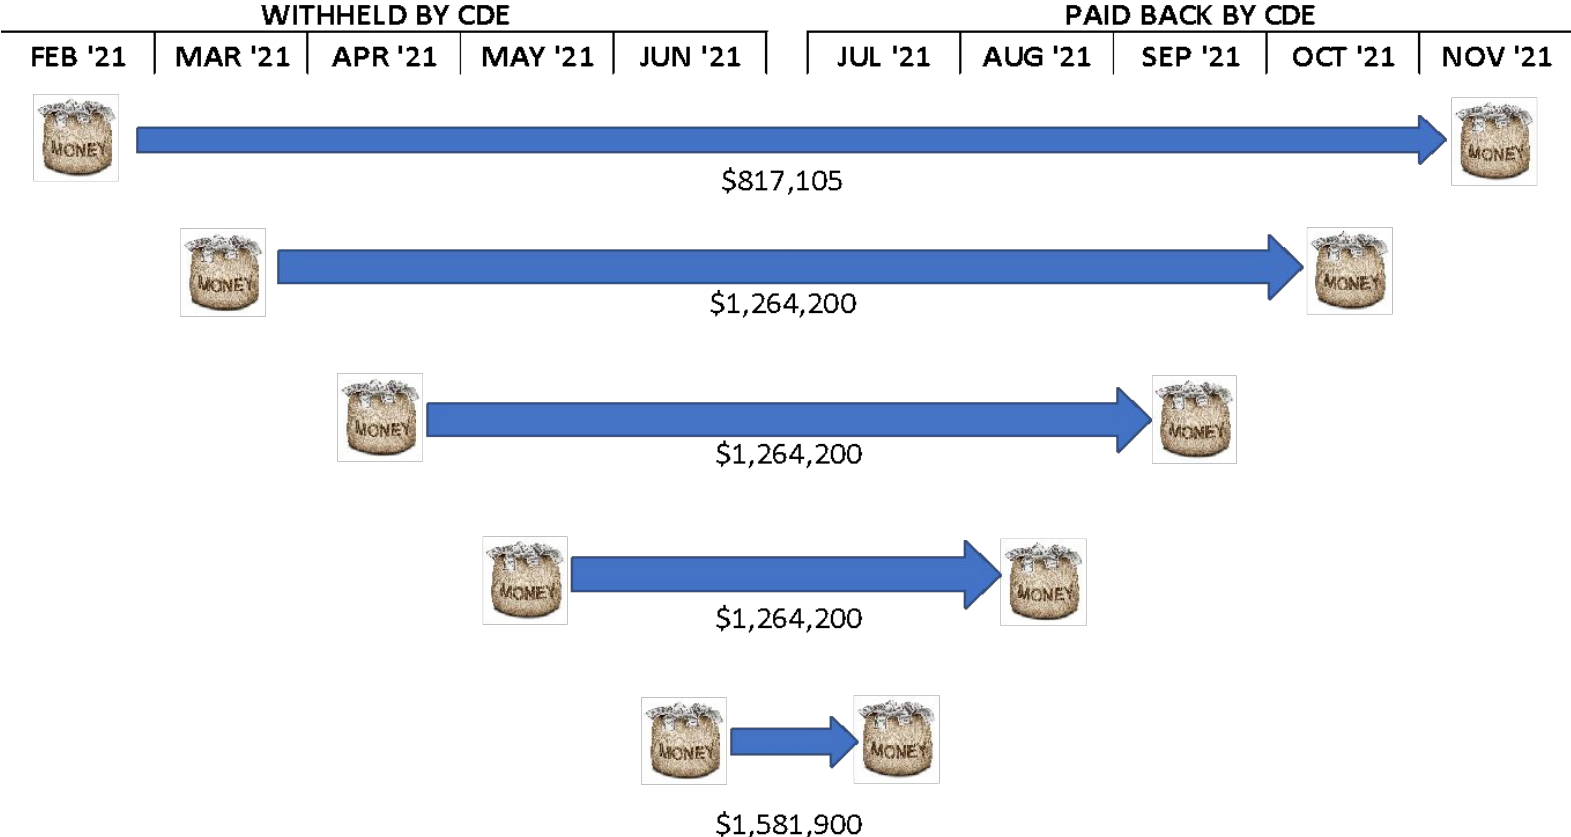 WITHHELD BY CDE PAID BACK BY CDE
FEB '21 MAR '21 APR '21 MAY '21 JUN '21 JUL '21 AUG '21 SEP '21 OCT '21 NOV '21
MONEY MONEY
$817,105
MONEY MONEY
$1,264,200
MONEY MONEY
$1,264,200
MONEY MONEY
$1,264,200
MONEY MONEY
$1,581,900